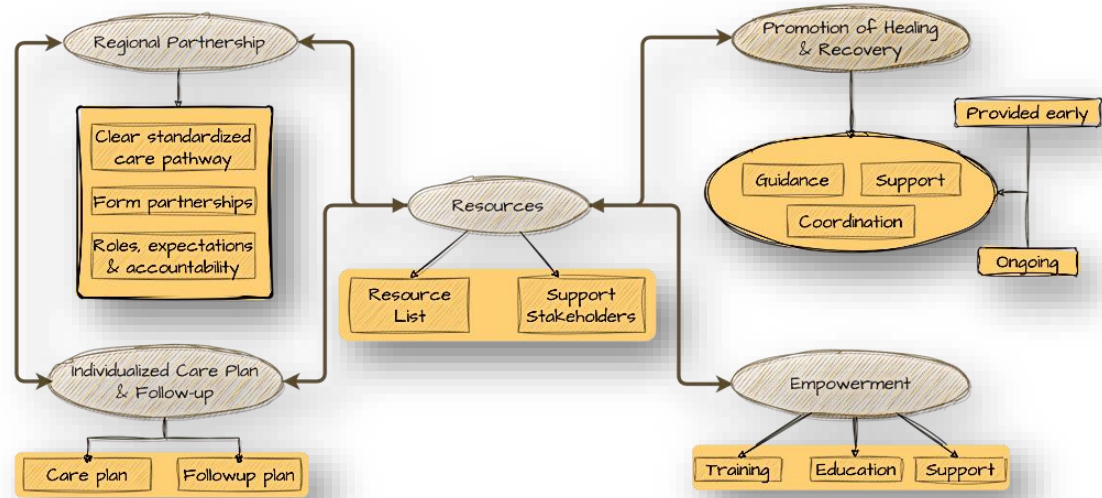 Regional Partnership
Clear standardized
care pathway
Form partnerships
Roles, expectations
& accountability
Individualized Care Plan
& Follow-up
Care plan
Followup plan
Resources
Resource
List
Support
Stakeholders
Promotion of Healing
& Recovery
Provided early
Guidance
Support
Coordination
Ongoing
Empowerment
Training
Education
Support